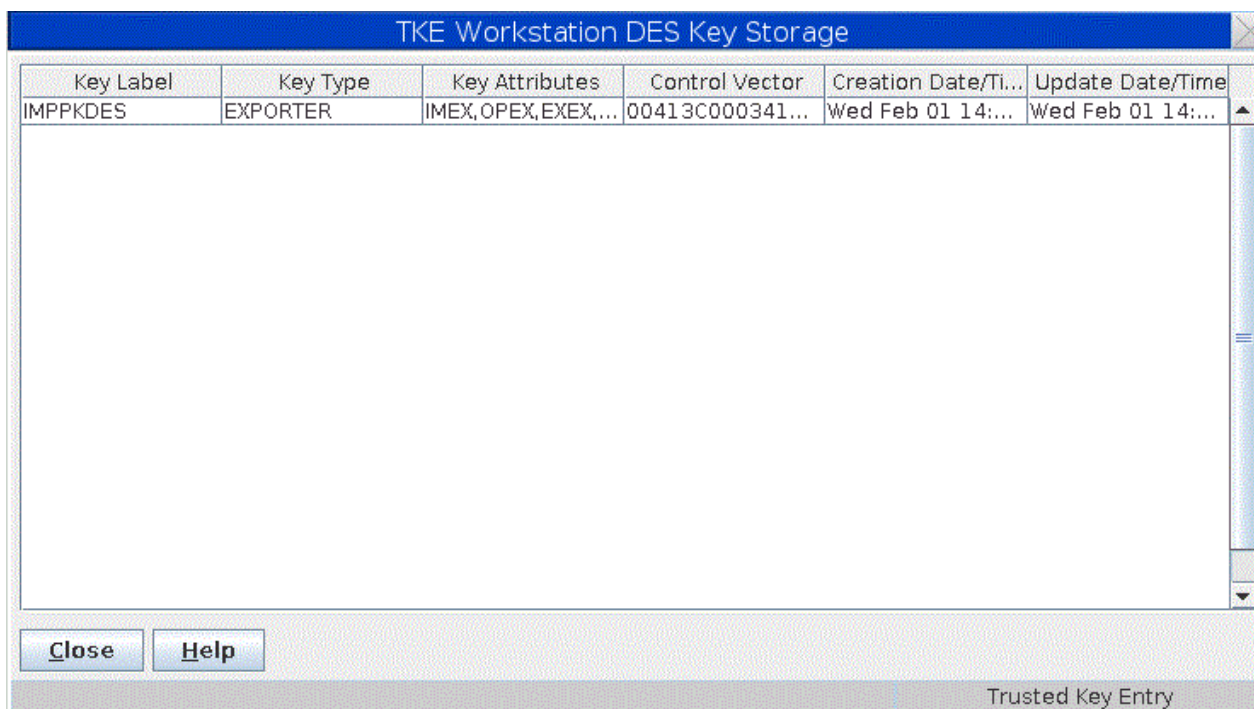 TKE Workstation DES Key Storage
Key Label Key Type Key Attributes Control Vector Creation Date/Ti... Update Date/Time
IMPPKDES EXPORTER IMEX,OPEX,EXEX,... 00413C000341... Wed Feb 01 14:... Wed Feb 01 14:...
Close Help
Trusted Key Entry